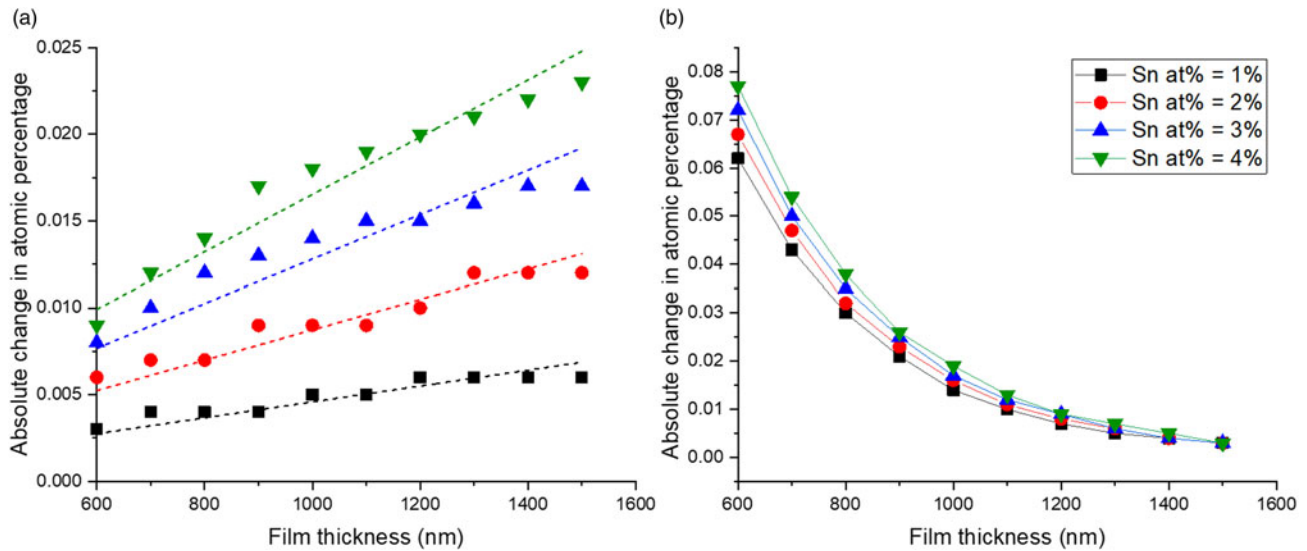 (a)
Absolute change in atomic percentage
0.025
0.020
0.015
0.010
0.005
0.000
600 800 1000 1200 1400 1600
Film thickness (nm)
(b)
Absolute change in atomic percentage
0.08
0.07
0.06
0.05
0.04
0.03
0.02
0.01
0.00
600 800 1000 1200 1400 1600
Film thickness (nm)
Sn at% = 1%
Sn at% = 2%
Sn at% = 3%
Sn at% = 4%